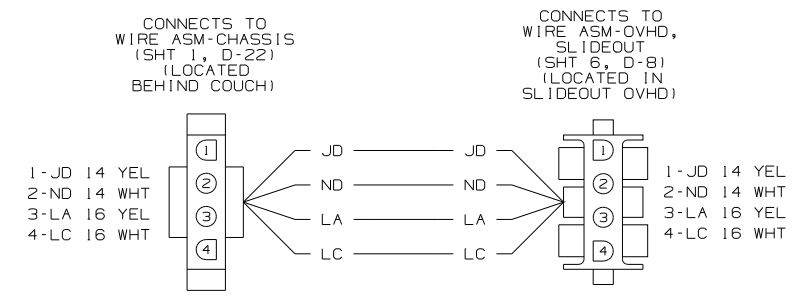 CONNECTS TO
WIRE ASM-CHASSIS
(SHT 1, D-22)
(LOCATED
BEHIND COUCH)
CONNECTS TO
WIRE ASM-OVHD,
SLIDEOUT
(SHT 6, D-8)
(LOCATED IN
SLIDEOUT OVHD)
1-JD 14 YEL
2-ND 14 WHT
3-LA 16 YEL
4-LC 16 WHT
1
2
3
4
JD JD
ND ND
LA LA
LC LC
1
2
3
4
1-JD 14 YEL
2-ND 14 WHT
3-LA 16 YEL
4-LC 16 WHT